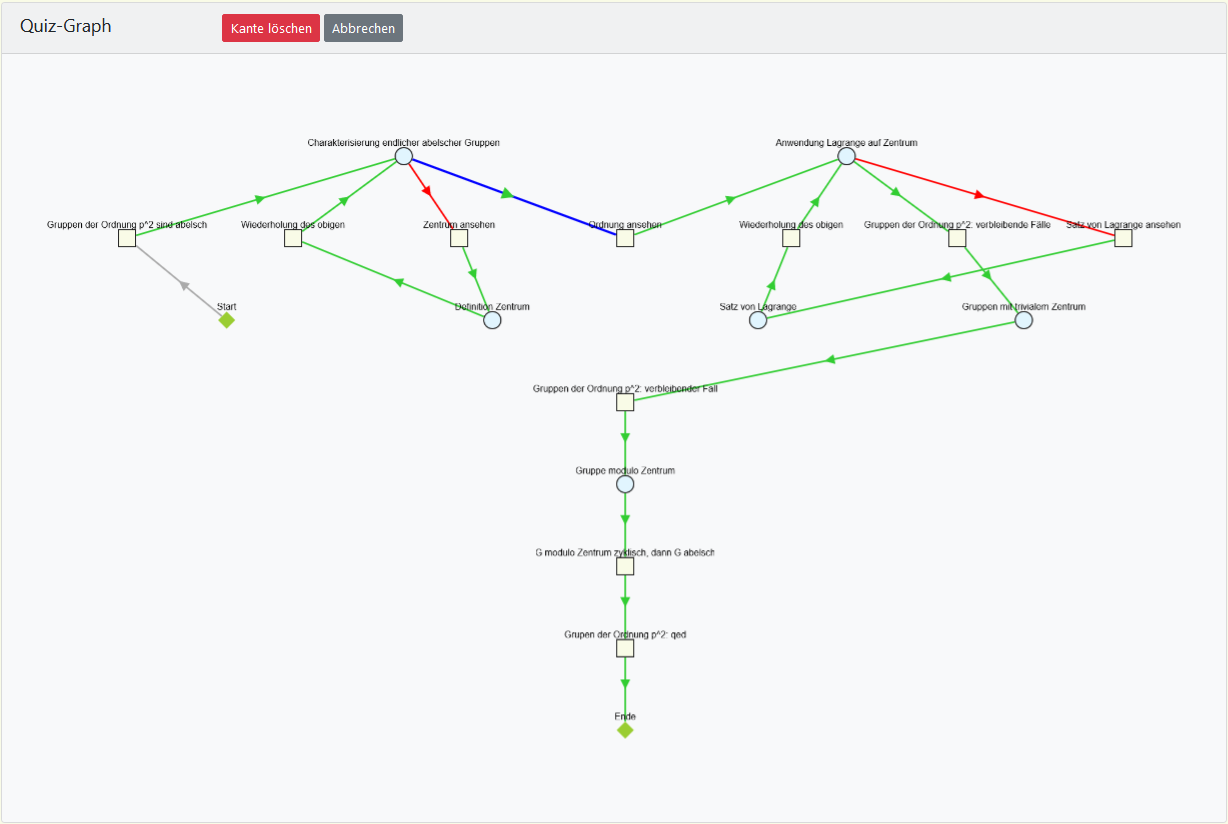 Quiz-Graph
Kante löschen
Abbrechen
Charakterisierung endlicher abelscher Gruppen
Anwendung Lagrange auf Zentrum
Gruppen der Ordnung p^2 sind abelsch
Wiederholung des obigen
Zentrum ansehen
Ordnung ansehen
Wiederholung des obigen
Gruppen der Ordnung p^2: verbleibende Fälle
Satz von Lagrange ansehen
Start
Definition Zentrum
Satz von Lagrange
Gruppen mit trivialem Zentrum
Gruppen der Ordnung p^2: verbleibender Fall
Gruppe modulo Zentrum
G modulo Zentrum zyklisch, dann G abelsch
Grupen der Ordnung p^2: qed
Ende